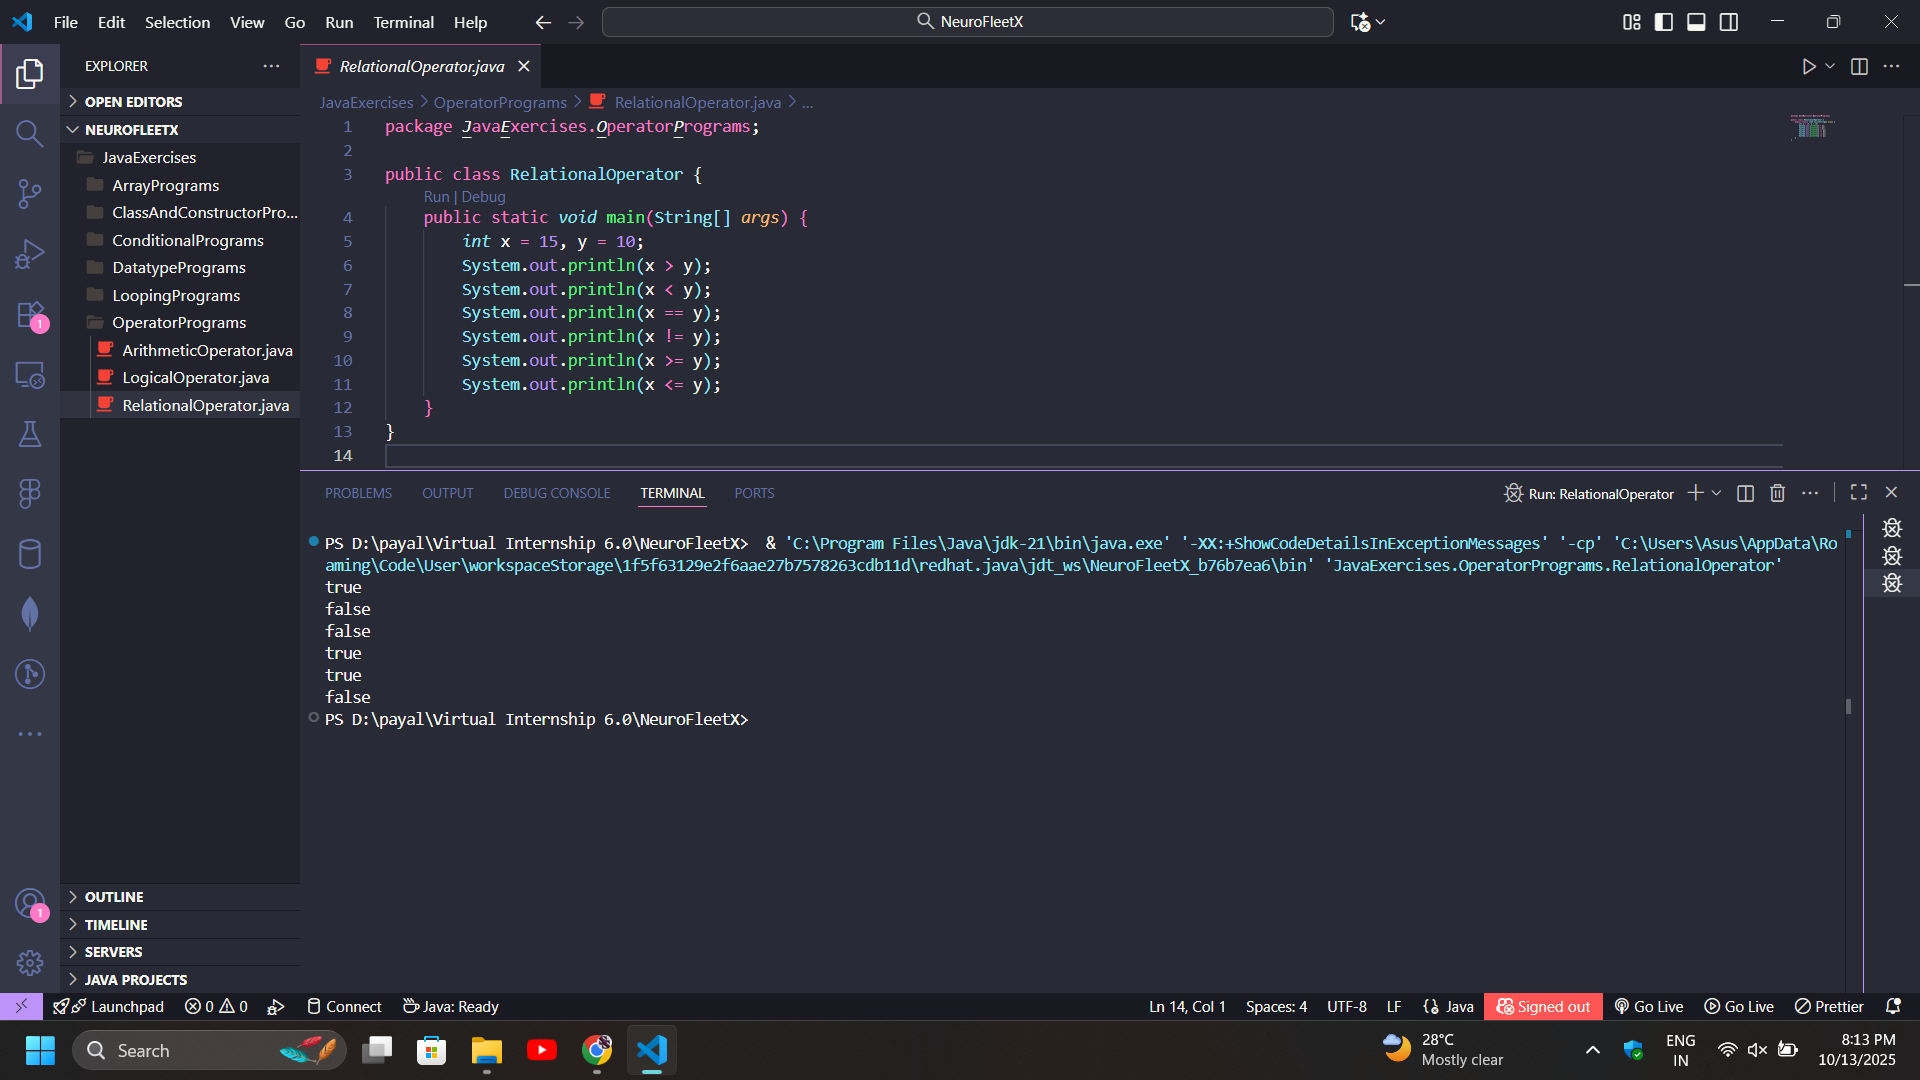 File Edit Selection View Go Run Terminal Help NeuroFleetX
EXPLORER
OPEN EDITORS
NEUROFLEETX
JavaExercises
ArrayPrograms
ClassAndConstructorPro...
ConditionalPrograms
DatatypePrograms
LoopingPrograms
OperatorPrograms
ArithmeticOperator.java
LogicalOperator.java
RelationalOperator.java
OUTLINE
TIMELINE
SERVERS
JAVA PROJECTS
1
1
RelationalOperator.java
JavaExercises > OperatorPrograms > RelationalOperator.java > ...
1 package JavaExercises.OperatorPrograms;
2
3 public class RelationalOperator {
Run | Debug
4 public static void main(String[] args) {
5 int x = 15, y = 10;
6 System.out.println(x > y);
7 System.out.println(x < y);
8 System.out.println(x == y);
9 System.out.println(x != y);
10 System.out.println(x >= y);
11 System.out.println(x <= y);
12 }
13 }
14
PROBLEMS OUTPUT DEBUG CONSOLE TERMINAL PORTS Run: RelationalOperator
PS D:\payal\Virtual Internship 6.0\NeuroFleetX> & 'C:\Program Files\Java\jdk-21\bin\java.exe' '-XX:+ShowCodeDetailsInExceptionMessages' '-cp' 'C:\Users\Asus\AppData\Ro
aming\Code\User\workspaceStorage\1f5f63129e2f6aae27b7578263cdb11d\redhat.java\jdt_ws\NeuroFleetX_b76b7ea6\bin' 'JavaExercises.OperatorPrograms.RelationalOperator'
true
false
false
true
true
false
PS D:\payal\Virtual Internship 6.0\NeuroFleetX>
Launchpad 0 0 Connect Java: Ready Ln 14, Col 1 Spaces: 4 UTF-8 LF {} Java Signed out Go Live Go Live Prettier
Search
28°C
Mostly clear
ENG
IN
8:13 PM
10/13/2025